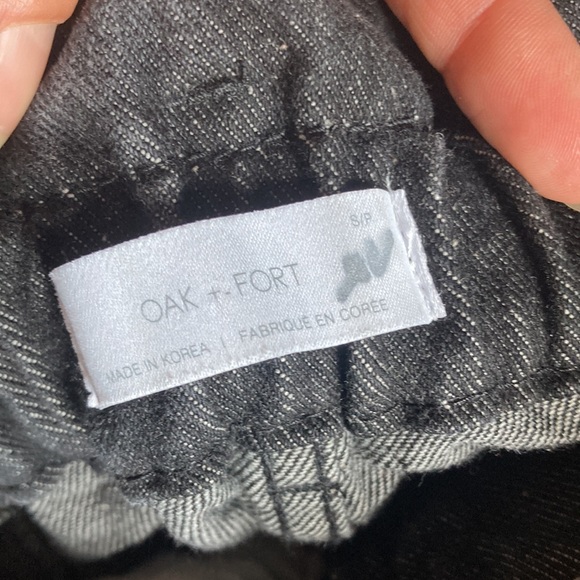 S/P
OAK +- FORT
MADE IN KOREA | FABRIQUÉ EN CORÉE